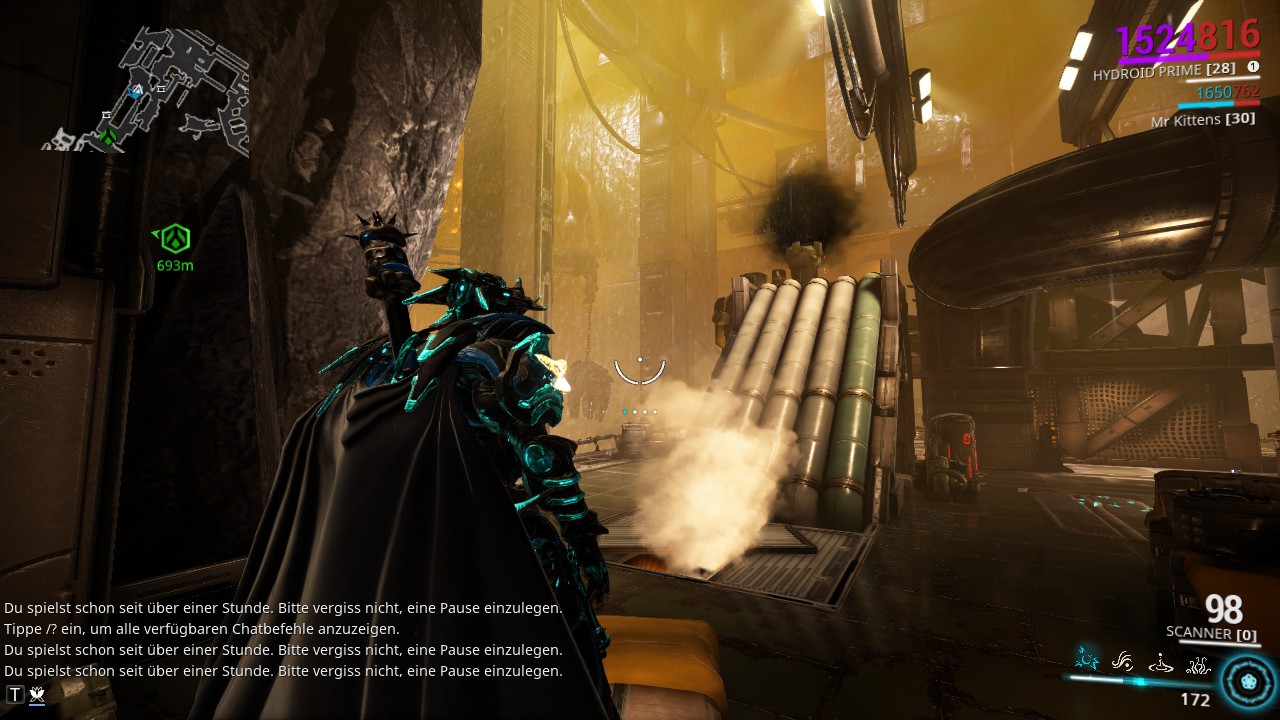 1524816
HYDROID PRIME [28] 1
1650762
Mr Kittens [30]
693m
Du spielst schon seit über einer Stunde. Bitte vergiss nicht, eine Pause einzulegen.
Tippe /? ein, um alle verfügbaren Chatbefehle anzuzeigen.
Du spielst schon seit über einer Stunde. Bitte vergiss nicht, eine Pause einzulegen.
Du spielst schon seit über einer Stunde. Bitte vergiss nicht, eine Pause einzulegen.
T
98
SCANNER [0]
172